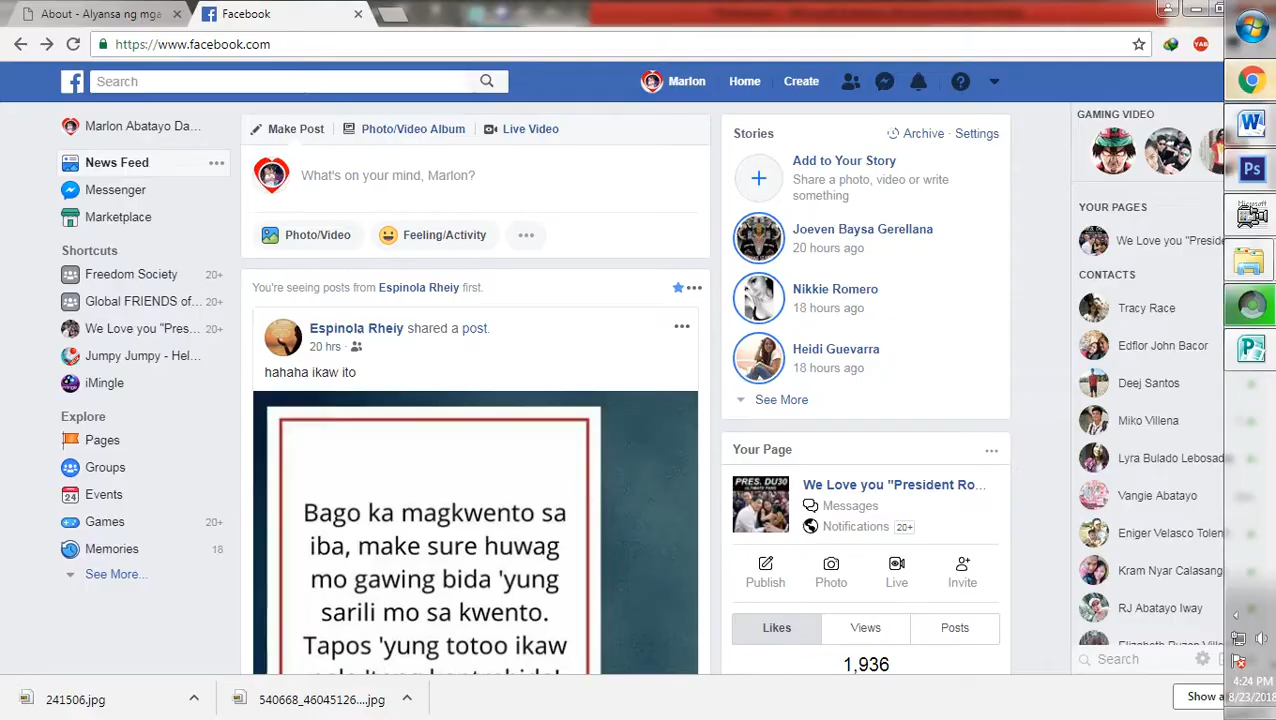 About - Alyansa ng mga
Facebook
https://www.facebook.com
Search
Marlon
Home
Create
Marlon Abatayo Da...
News Feed
Messenger
Marketplace
Shortcuts
Freedom Society 20+
Global FRIENDS of... 20+
We Love you "Pres... 20+
Jumpy Jumpy - Hel...
iMingle
Explore
Pages
Groups
Events
Games 20+
Memories 18
See More...
Make Post
Photo/Video Album
Live Video
What's on your mind, Marlon?
Photo/Video
Feeling/Activity
You're seeing posts from Espinola Rheiy first.
Espinola Rheiy shared a post.
20 hrs
hahaha ikaw ito
Bago ka magkwento sa
iba, make sure huwag
mo gawing bida 'yung
sarili mo sa kwento.
Tapos 'yung totoo ikaw
Stories
Archive · Settings
Add to Your Story
Share a photo, video or write
something
Joeven Baysa Gerellana
20 hours ago
Nikkie Romero
18 hours ago
Heidi Guevarra
18 hours ago
See More
Your Page
PRES. DU30
We Love you "President Ro...
Messages
Notifications 20+
Publish
Photo
Live
Invite
Likes
Views
Posts
1,936
GAMING VIDEO
YOUR PAGES
We Love you "Preside
CONTACTS
Tracy Race
Edflor John Bacor
Deej Santos
Miko Villena
Lyra Bulado Lebosad
Vangie Abatayo
Eniger Velasco Tolen
Kram Nyar Calasang
RJ Abatayo Iway
Search
241506.jpg
540668_46045126....jpg
Show a
Microsoft
4:24 PM
8/23/2018